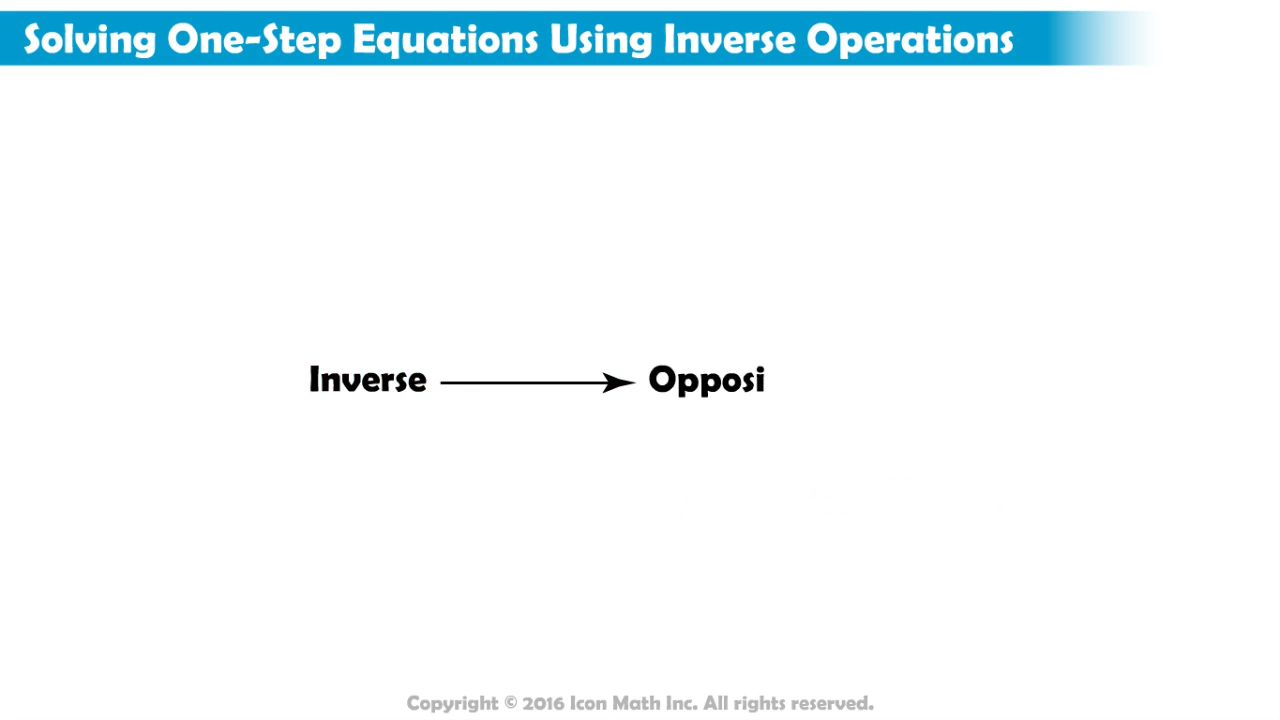 Solving One-Step Equations Using Inverse Operations
Inverse Opposi
Copyright © 2016 Icon Math Inc. All rights reserved.